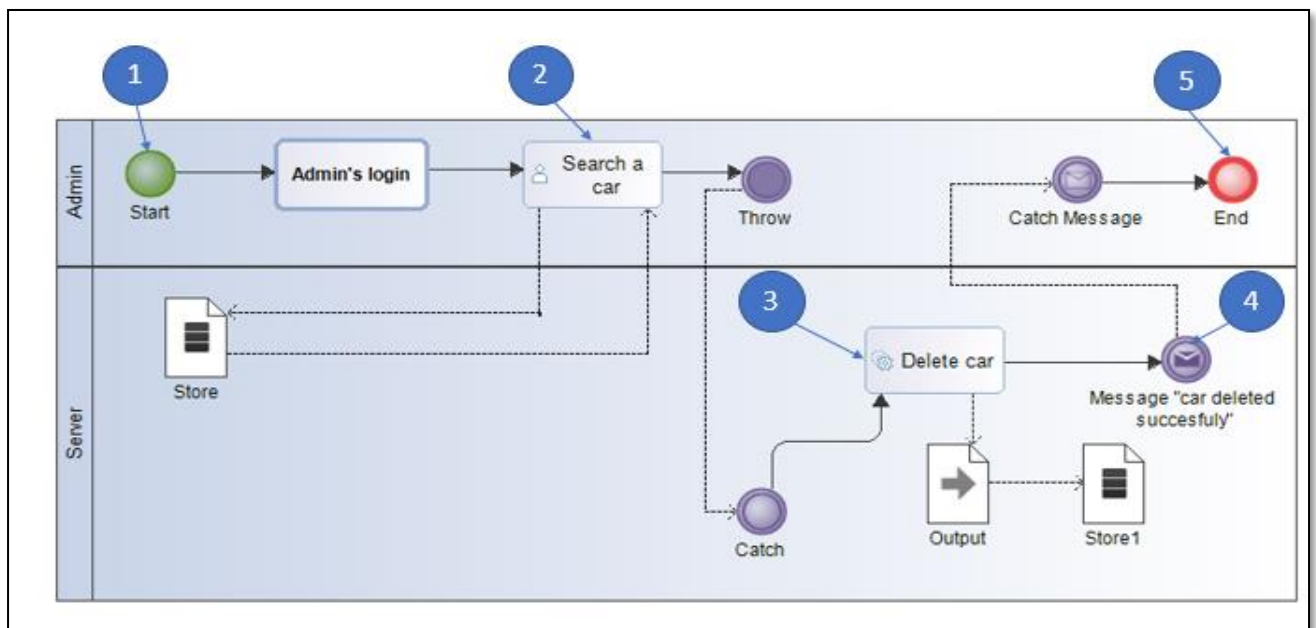 1
2
5
Admin
Start
Admin's login
Search a
car
Throw
Catch Message
End
Server
Store
3
Delete car
4
Message "car deleted
succesfuly"
Catch
Output
Store1